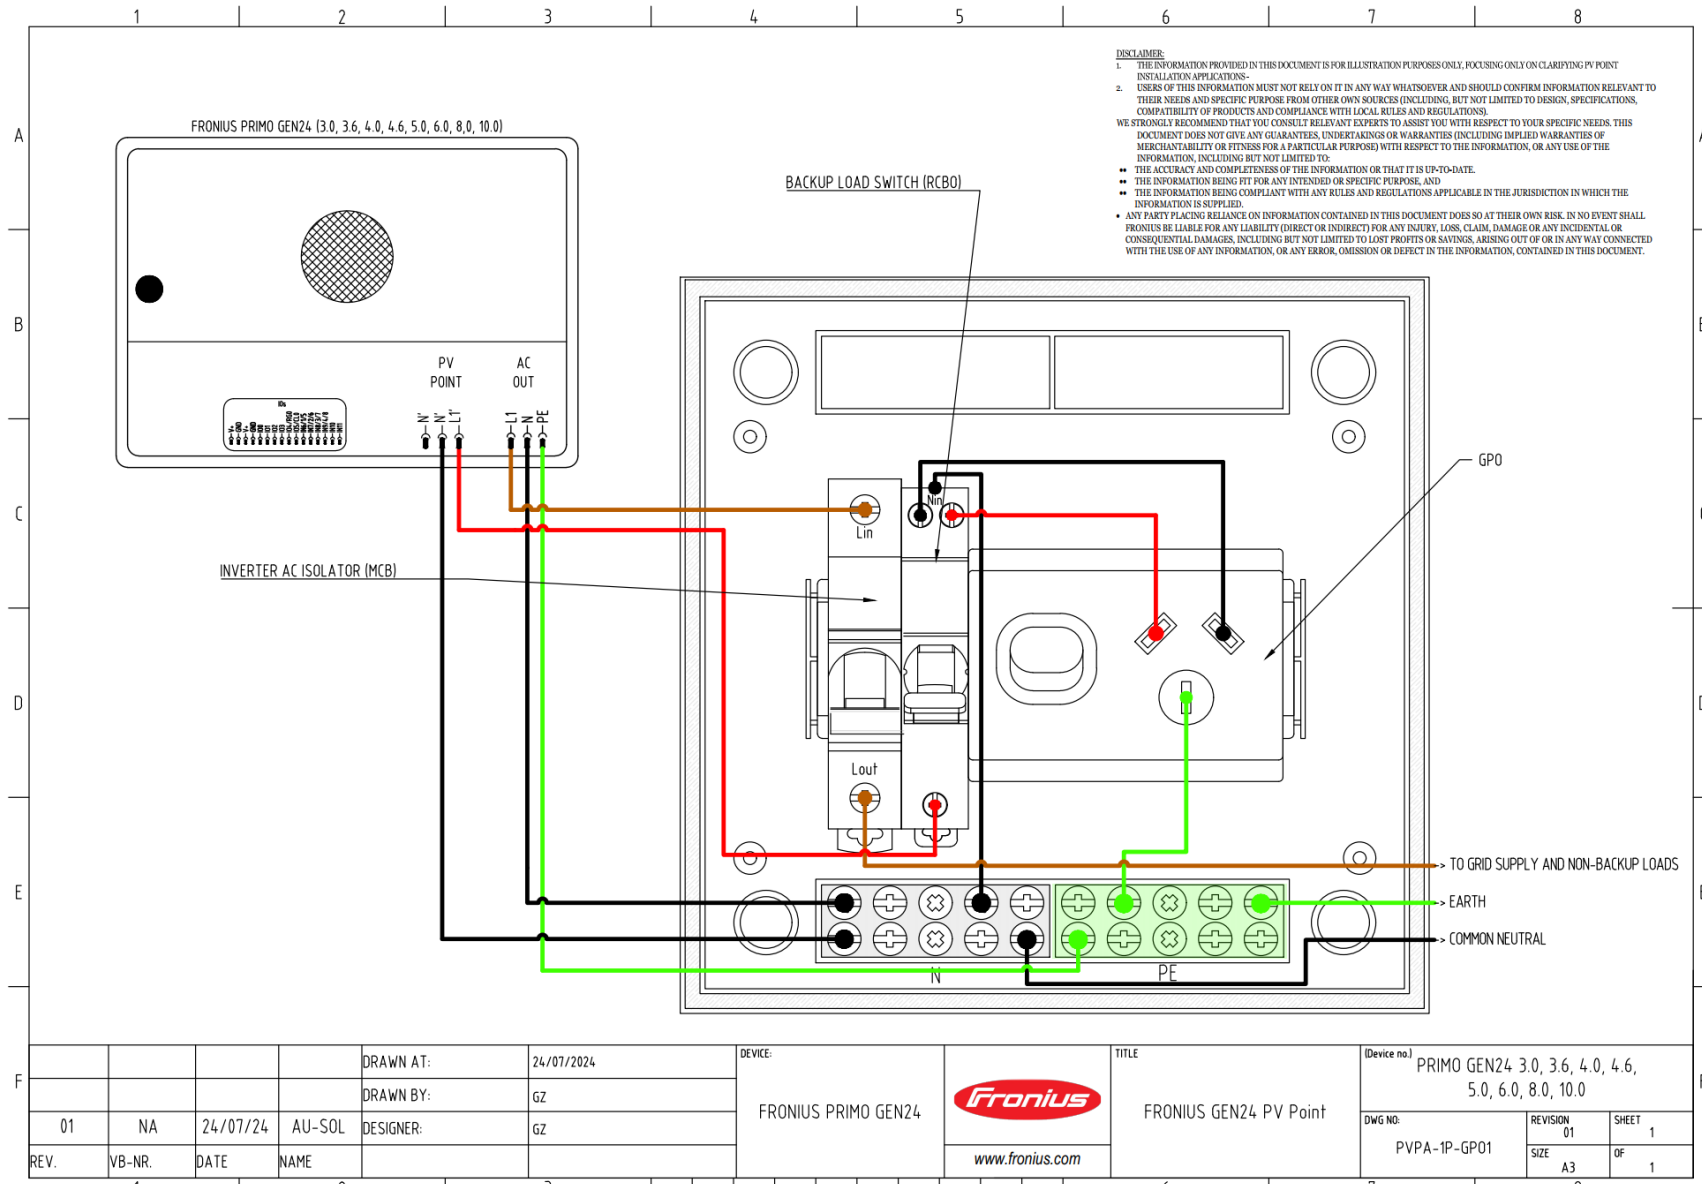 1 2 3 4 5 6 7 8
DISCLAIMER:
1. THE INFORMATION PROVIDED IN THIS DOCUMENT IS FOR ILLUSTRATION PURPOSES ONLY, FOCUSING ONLY ON CLARIFYING PV POINT
INSTALLATION APPLICATIONS-
2. USERS OF THIS INFORMATION MUST NOT RELY ON IT IN ANY WAY WHATSOEVER AND SHOULD CONFIRM INFORMATION RELEVANT TO
THEIR NEEDS AND SPECIFIC PURPOSE FROM OTHER OWN SOURCES (INCLUDING, BUT NOT LIMITED TO DESIGN, SPECIFICATIONS,
COMPATIBILITY OF PRODUCTS AND COMPLIANCE WITH LOCAL RULES AND REGULATIONS).
WE STRONGLY RECOMMEND THAT YOU CONSULT RELEVANT EXPERTS TO ASSIST YOU WITH RESPECT TO YOUR SPECIFIC NEEDS. THIS
DOCUMENT DOES NOT GIVE ANY GUARANTEES, UNDERTAKINGS OR WARRANTIES (INCLUDING IMPLIED WARRANTIES OF
MERCHANTABILITY OR FITNESS FOR A PARTICULAR PURPOSE) WITH RESPECT TO THE INFORMATION, OR ANY USE OF THE
INFORMATION, INCLUDING BUT NOT LIMITED TO:
•• THE ACCURACY AND COMPLETENESS OF THE INFORMATION OR THAT IT IS UP-TO-DATE.
•• THE INFORMATION BEING FIT FOR ANY INTENDED OR SPECIFIC PURPOSE, AND
•• THE INFORMATION BEING COMPLIANT WITH ANY RULES AND REGULATIONS APPLICABLE IN THE JURISDICTION IN WHICH THE
INFORMATION IS SUPPLIED.
• ANY PARTY PLACING RELIANCE ON INFORMATION CONTAINED IN THIS DOCUMENT DOES SO AT THEIR OWN RISK. IN NO EVENT SHALL
FRONIUS BE LIABLE FOR ANY LIABILITY (DIRECT OR INDIRECT) FOR ANY INJURY, LOSS, CLAIM, DAMAGE OR ANY INCIDENTAL OR
CONSEQUENTIAL DAMAGES, INCLUDING BUT NOT LIMITED TO LOST PROFITS OR SAVINGS, ARISING OUT OF OR IN ANY WAY CONNECTED
WITH THE USE OF ANY INFORMATION, OR ANY ERROR, OMISSION OR DEFECT IN THE INFORMATION, CONTAINED IN THIS DOCUMENT.
A
B
C
D
E
F
FRONIUS PRIMO GEN24 (3.0, 3.6, 4.0, 4.6, 5.0, 6.0, 8,0, 10.0)
BACKUP LOAD SWITCH (RCBO)
PV
POINT
AC
OUT
IOs
N' N' L1' L1 N PE
GPO
Nin
Lin
INVERTER AC ISOLATOR (MCB)
Lout
-> TO GRID SUPPLY AND NON-BACKUP LOADS
-> EARTH
-> COMMON NEUTRAL
N
PE
DRAWN AT: 24/07/2024
DRAWN BY: GZ
01 NA 24/07/24 AU-SOL DESIGNER: GZ
REV. VB-NR. DATE NAME
DEVICE:
FRONIUS PRIMO GEN24
Fronius
www.fronius.com
TITLE
FRONIUS GEN24 PV Point
(Device no.)
PRIMO GEN24 3.0, 3.6, 4.0, 4.6,
5.0, 6.0, 8.0, 10.0
DWG NO:
PVPA-1P-GPO1
REVISION
01
SHEET
1
SIZE
A3
OF
1